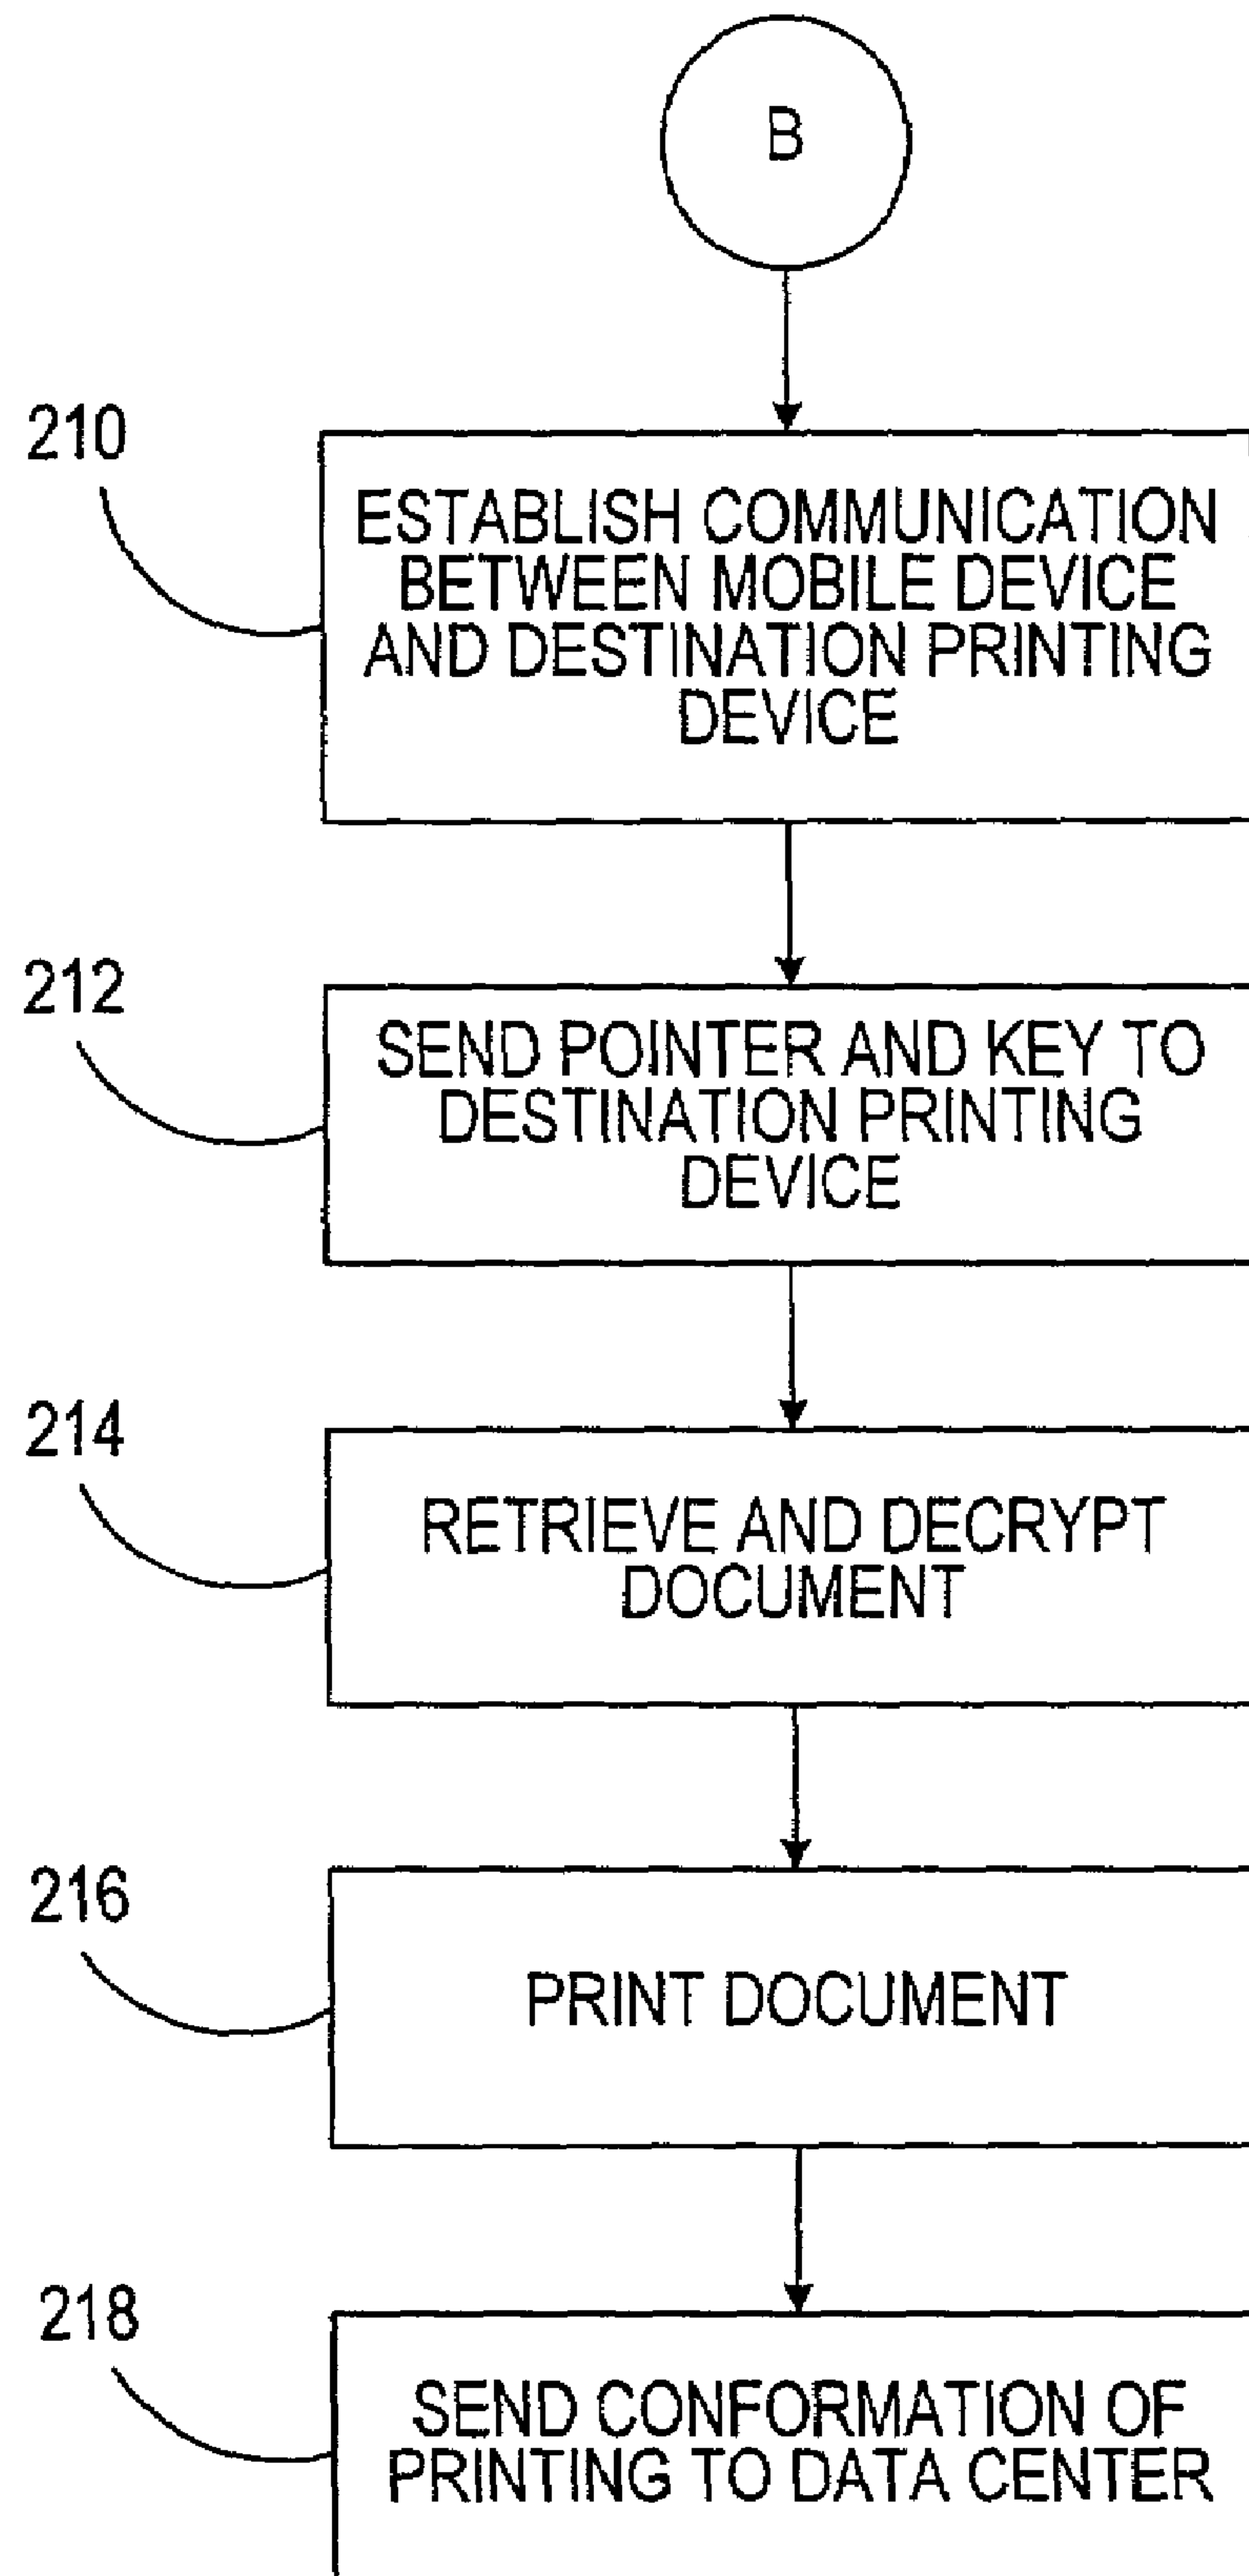 B
210
ESTABLISH COMMUNICATION
BETWEEN MOBILE DEVICE
AND DESTINATION PRINTING
DEVICE
212
SEND POINTER AND KEY TO
DESTINATION PRINTING
DEVICE
214
RETRIEVE AND DECRYPT
DOCUMENT
216
PRINT DOCUMENT
218
SEND CONFORMATION OF
PRINTING TO DATA CENTER